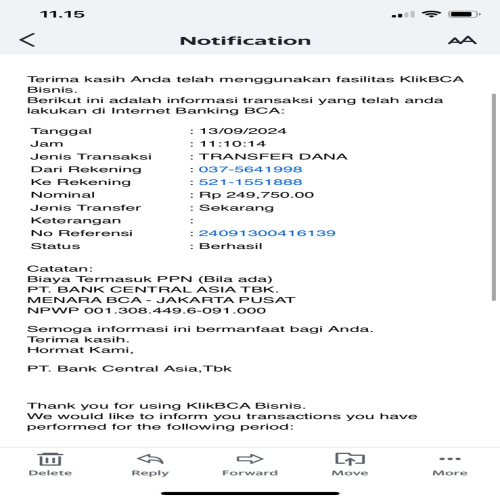 11.15
Notification
AA
Terima kasih Anda telah menggunakan fasilitas KlikBCA
Bisnis.
Berikut ini adalah informasi transaksi yang telah anda
lakukan di Internet Banking BCA:
Tanggal : 13/09/2024
Jam : 11:10:14
Jenis Transaksi : TRANSFER DANA
Dari Rekening : 037-5641998
Ke Rekening : 521-1551888
Nominal : Rp 249,750.00
Jenis Transfer : Sekarang
Keterangan :
No Referensi : 24091300416139
Status : Berhasil
Catatan:
Biaya Termasuk PPN (Bila ada)
PT. BANK CENTRAL ASIA TBK.
MENARA BCA - JAKARTA PUSAT
NPWP 001.308.449.6-091.000
Semoga informasi ini bermanfaat bagi Anda.
Terima kasih.
Hormat Kami,
PT. Bank Central Asia,Tbk
Thank you for using KlikBCA Bisnis.
We would like to inform you transactions you have
performed for the following period:
Delete Reply Forward Move More